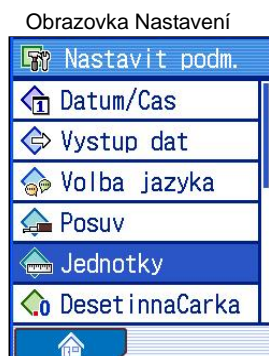 Obrazovka Nastavení
Nastavit podm.
Datum/Cas
Vystup dat
Volba jazyka
Posuv
Jednotky
DesetinnaCarka